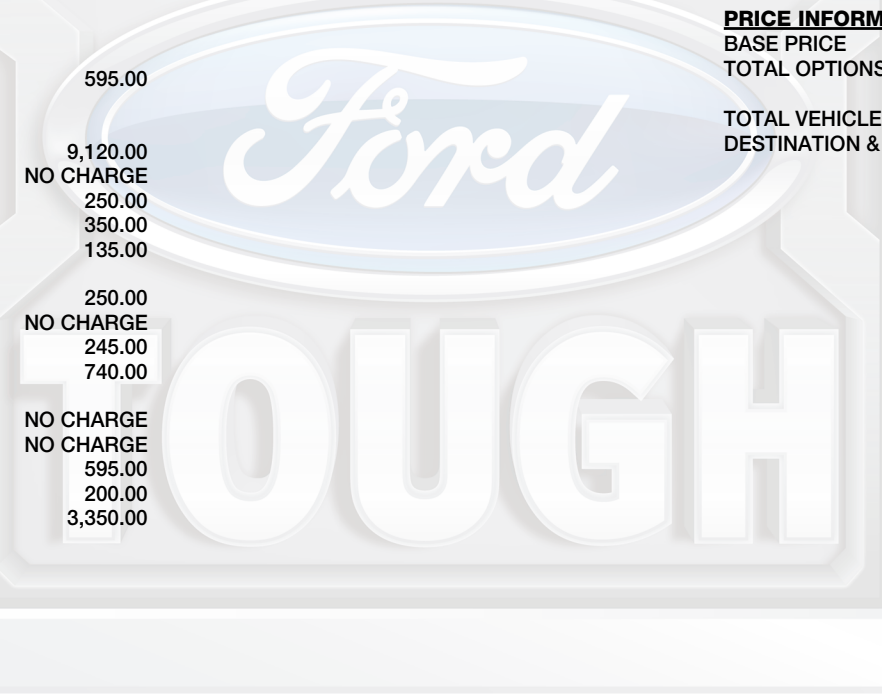 595.00
9,120.00
NO CHARGE
250.00
350.00
135.00
250.00
NO CHARGE
245.00
740.00
NO CHARGE
NO CHARGE
595.00
200.00
3,350.00
PRICE INFORM
BASE PRICE
TOTAL OPTIONS
TOTAL VEHICLE
DESTINATION &
Ford
TOUGH